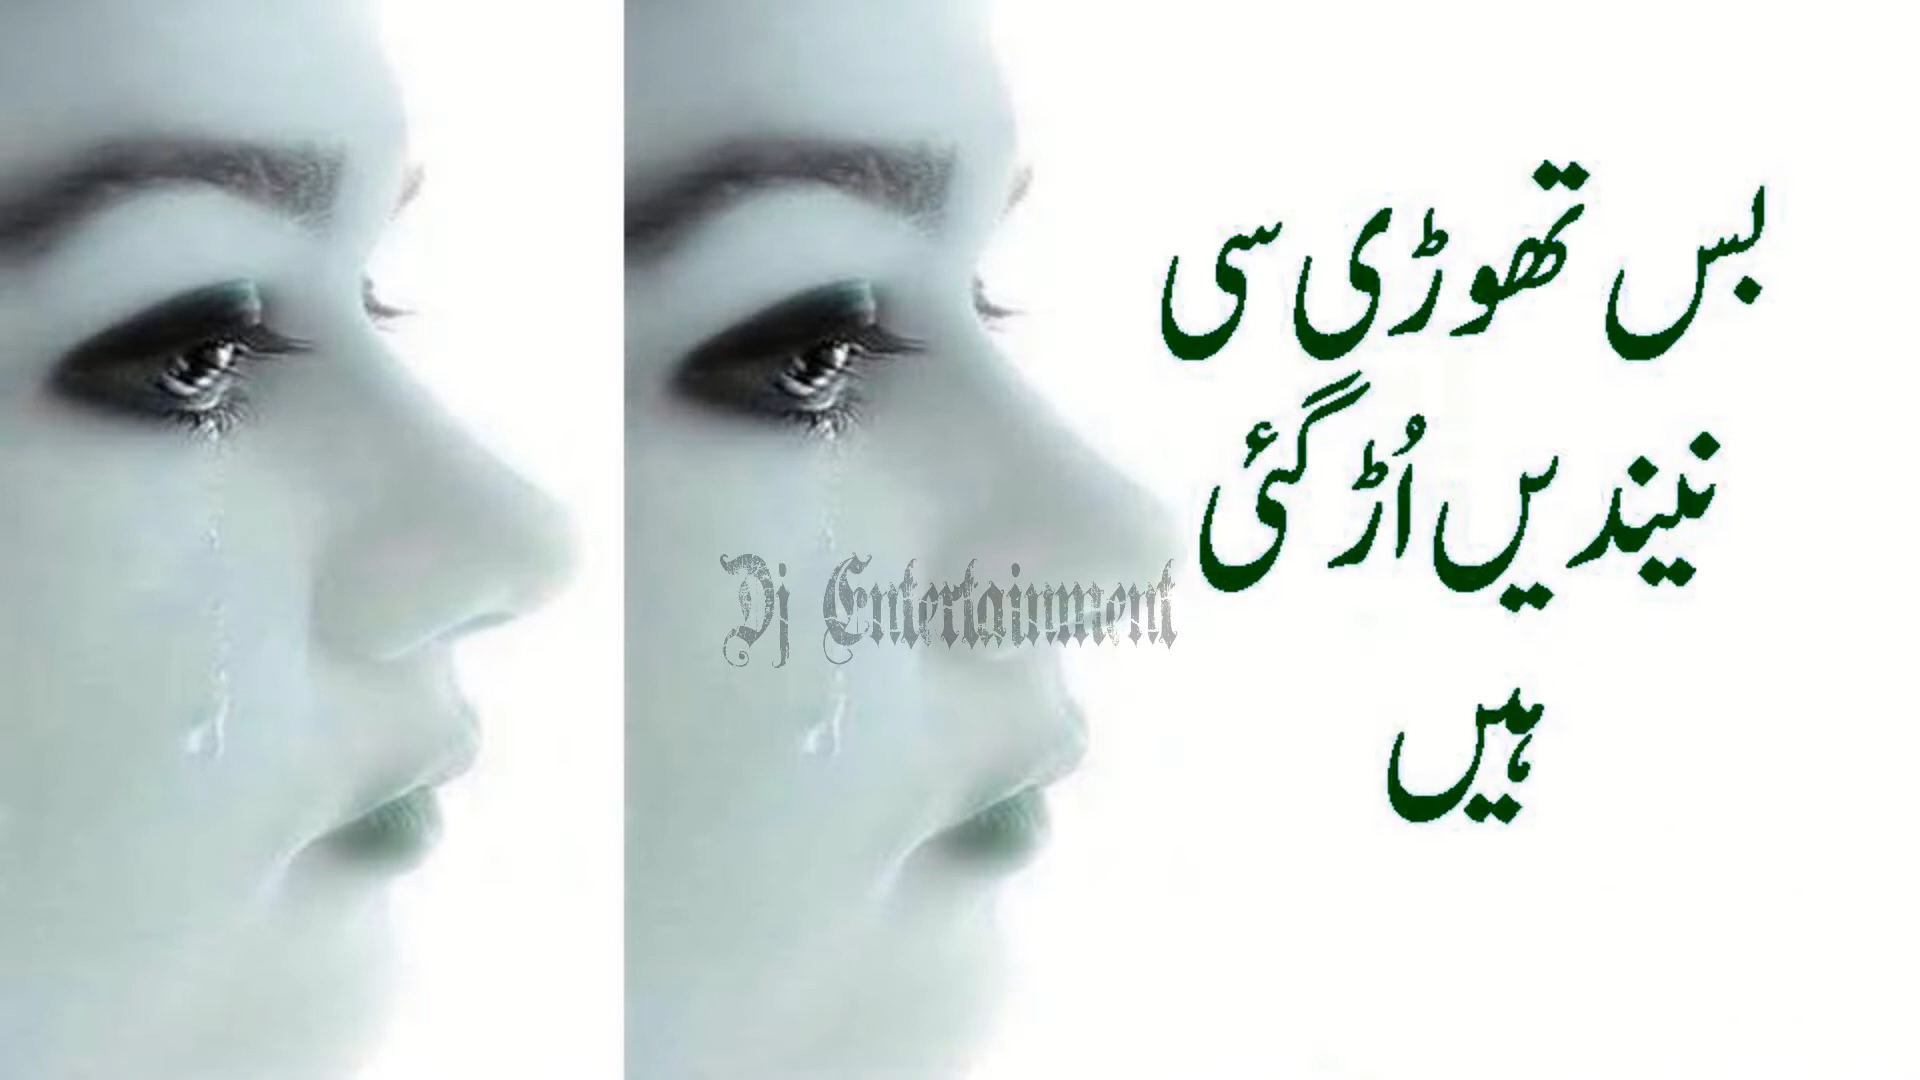 بس تھوڑی سی
نیندیں اُڑ گئی
ہیں
Dj Entertainment